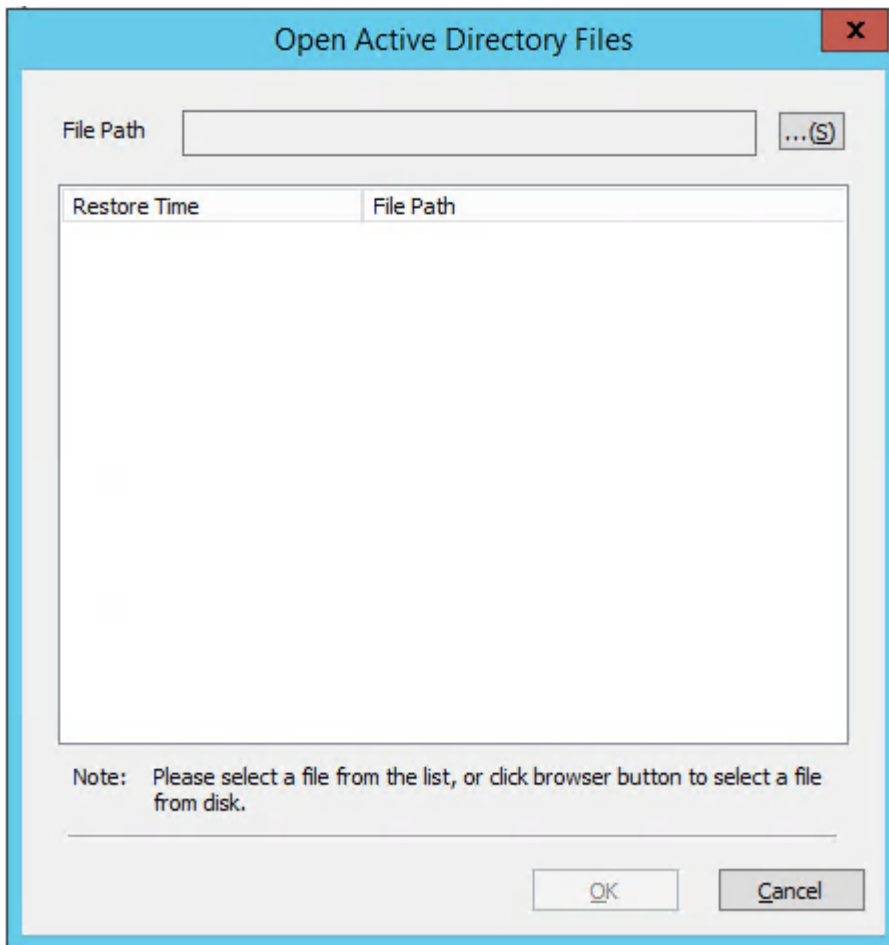 Open Active Directory Files
x
File Path
...(S)
Restore Time File Path
Note: Please select a file from the list, or click browser button to select a file
from disk.
OK Cancel